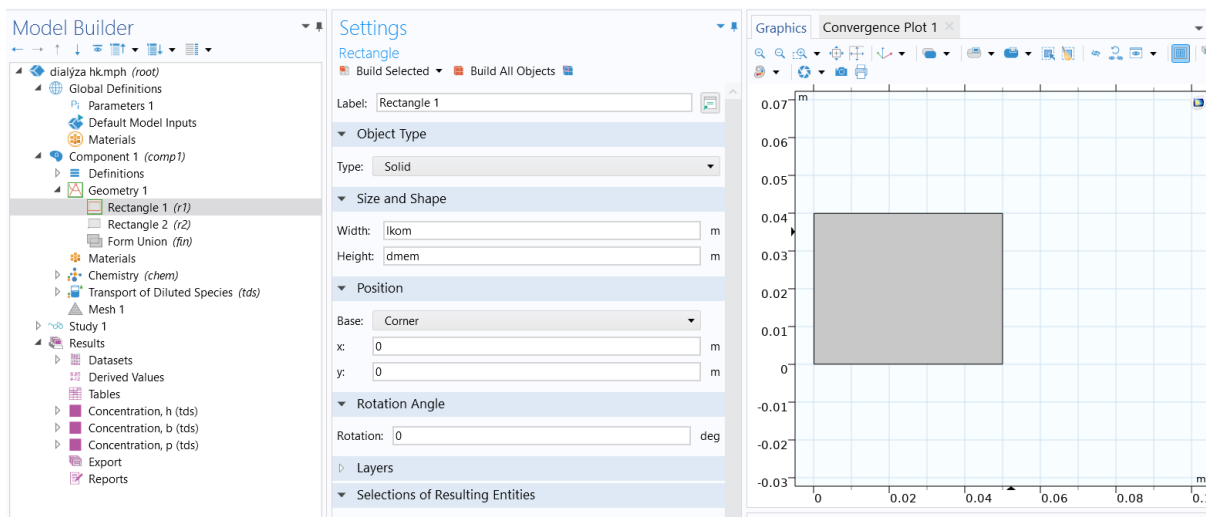 Model Builder
dialýza hk.mph (root)
Global Definitions
Pi Parameters 1
Default Model Inputs
Materials
Component 1 (comp1)
Definitions
Geometry 1
Rectangle 1 (r1)
Rectangle 2 (r2)
Form Union (fin)
Materials
Chemistry (chem)
Transport of Diluted Species (tds)
Mesh 1
Study 1
Results
Datasets
Derived Values
Tables
Concentration, h (tds)
Concentration, b (tds)
Concentration, p (tds)
Export
Reports
Settings
Rectangle
Build Selected Build All Objects
Label: Rectangle 1
Object Type
Type: Solid
Size and Shape
Width: lkom m
Height: dmem m
Position
Base: Corner
x: 0 m
y: 0 m
Rotation Angle
Rotation: 0 deg
Layers
Selections of Resulting Entities
Graphics Convergence Plot 1
m
0.07
0.06
0.05
0.04
0.03
0.02
0.01
0
-0.01
-0.02
-0.03
m
0 0.02 0.04 0.06 0.08